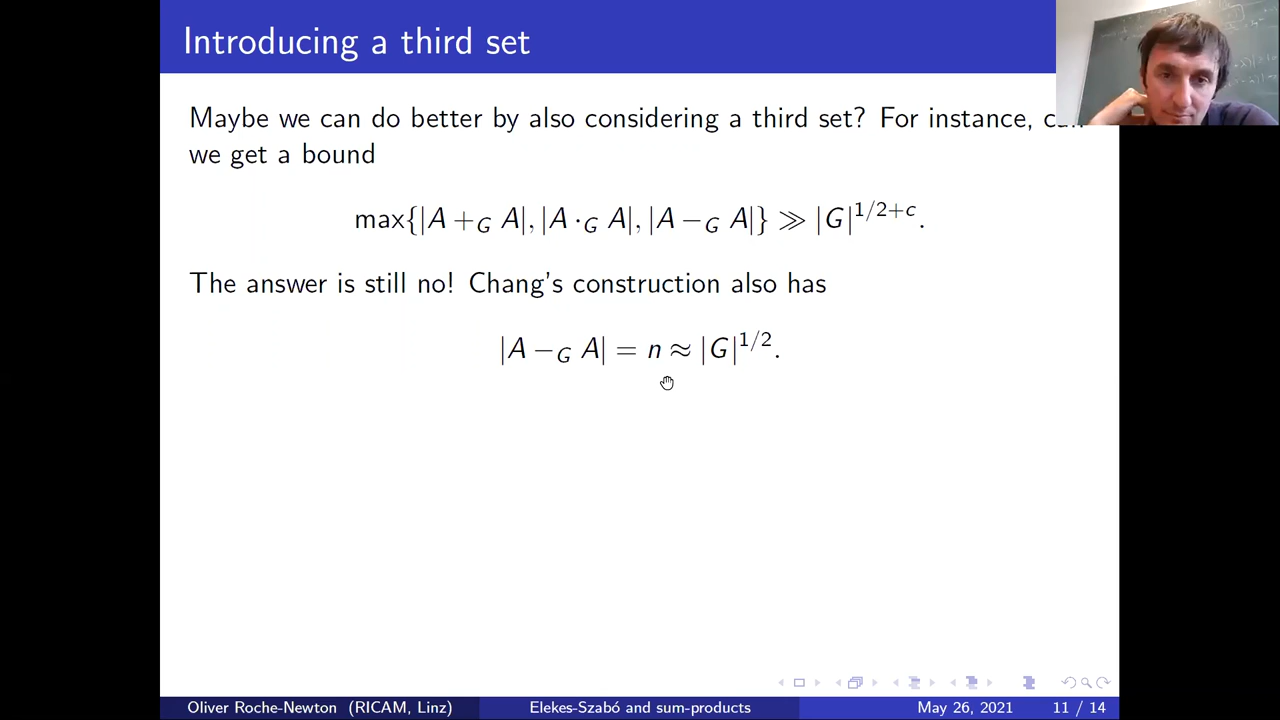 Introducing a third set
Maybe we can do better by also considering a third set? For instance,
we get a bound
max{|A +_G A|, |A ·_G A|, |A −_G A|} ≫ |G|^{1/2+c}.
The answer is still no! Chang's construction also has
|A −_G A| = n ≈ |G|^{1/2}.
Oliver Roche-Newton (RICAM, Linz) Elekes-Szabó and sum-products May 26, 2021 11 / 14